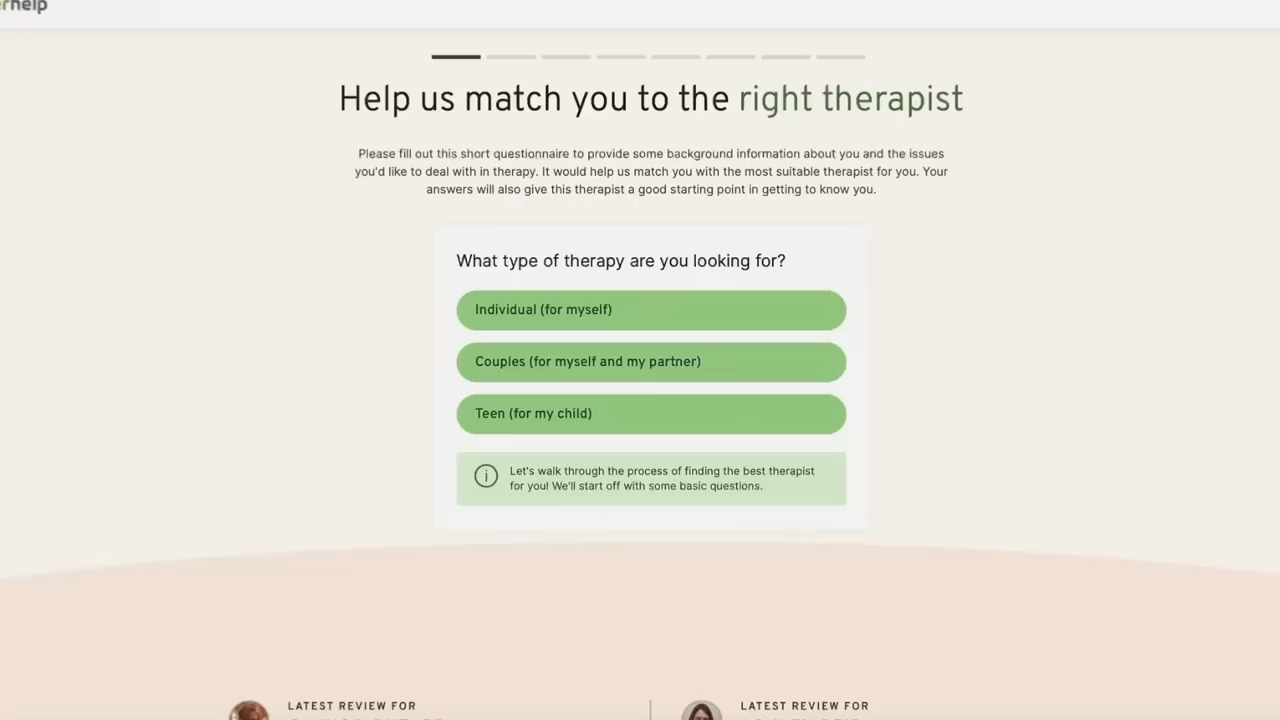 Help us match you to the right therapist
Please fill out this short questionnaire to provide some background information about you and the issues
you'd like to deal with in therapy. It would help us match you with the most suitable therapist for you. Your
answers will also give this therapist a good starting point in getting to know you.
What type of therapy are you looking for?
Individual (for myself)
Couples (for myself and my partner)
Teen (for my child)
Let's walk through the process of finding the best therapist
for you! We'll start off with some basic questions.
LATEST REVIEW FOR
LATEST REVIEW FOR